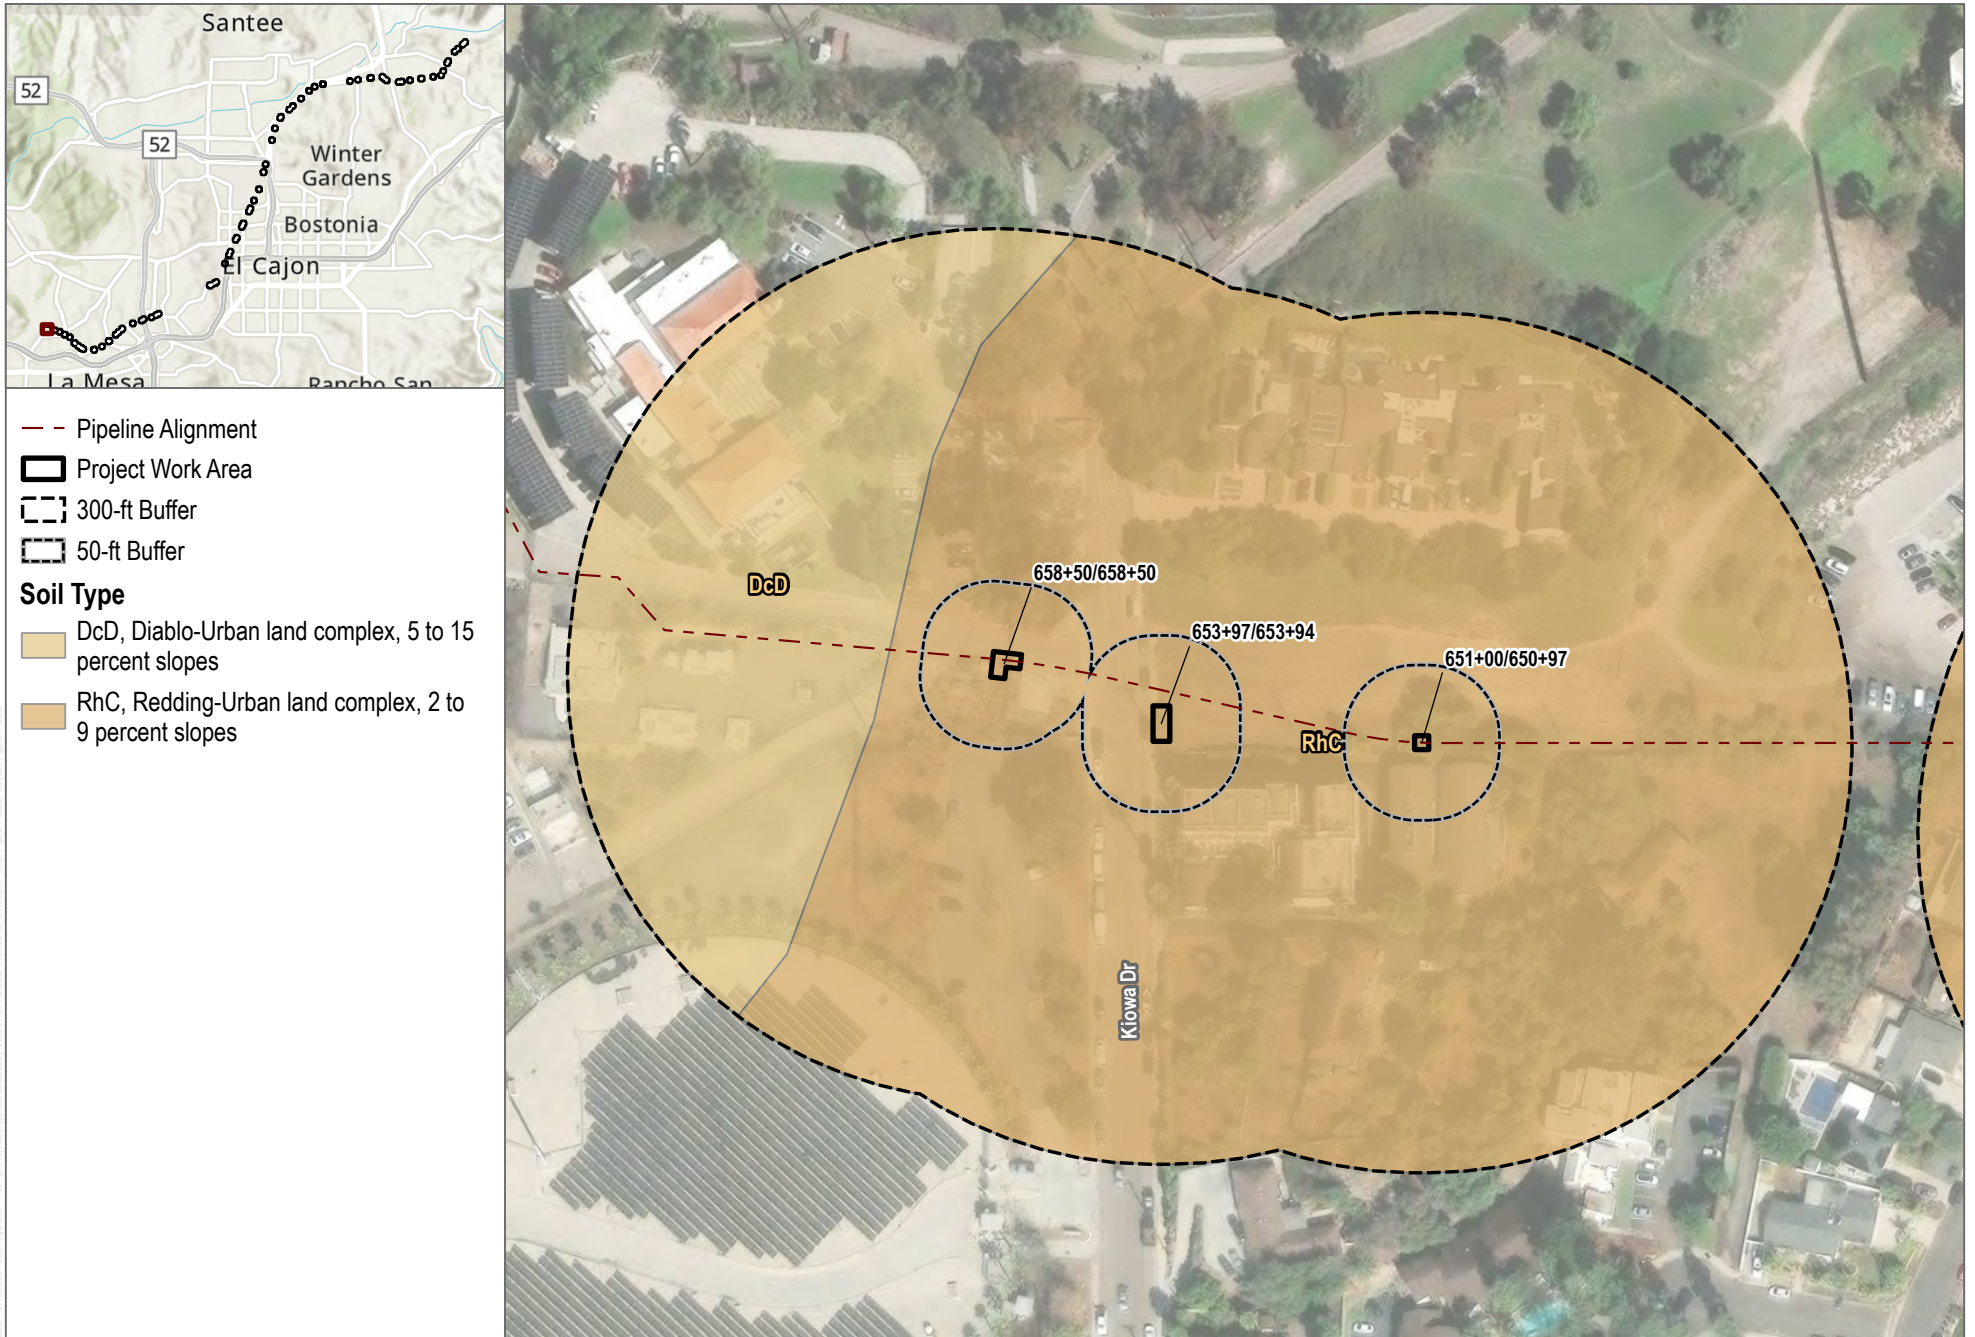 Santee
52
52
Winter
Gardens
Bostonia
El Cajon
La Mesa
Rancho San
Pipeline Alignment
Project Work Area
300-ft Buffer
50-ft Buffer
Soil Type
DcD, Diablo-Urban land complex, 5 to 15
percent slopes
RhC, Redding-Urban land complex, 2 to
9 percent slopes
658+50/658+50
DcD
653+97/653+94
651+00/650+97
RhC
Kiowa Dr